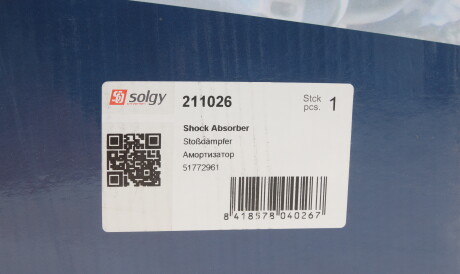 solgy 211026 Stck pcs. 1
Shock Absorber
Stoßdämpfer
Амортизатор
51772961
8 418578 040267